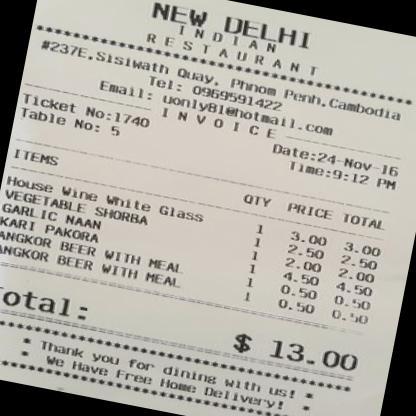 NEW DELHI
INDIAN
RESTAURANT
********************************
#237E,Sisiwath Quay, Phnom Penh,Cambodia
Tel: 0969591422
Email: uonly81@hotmail.com
INVOICE
Ticket No:1740 Date:24-Nov-16
Table No: 5 Time:9:12 PM
ITEMS QTY PRICE TOTAL
House Wine White Glass 1 3.00 3.00
VEGETABLE SHORBA 1 2.50 2.50
GARLIC NAAN 1 2.00 2.00
KARI PAKORA 1 4.50 4.50
ANGKOR BEER WITH MEAL 1 0.50 0.50
ANGKOR BEER WITH MEAL 1 0.50 0.50
otal: $ 13.00
********************************
* Thank you for dining with us! *
* We Have Free Home Delivery! *
********************************